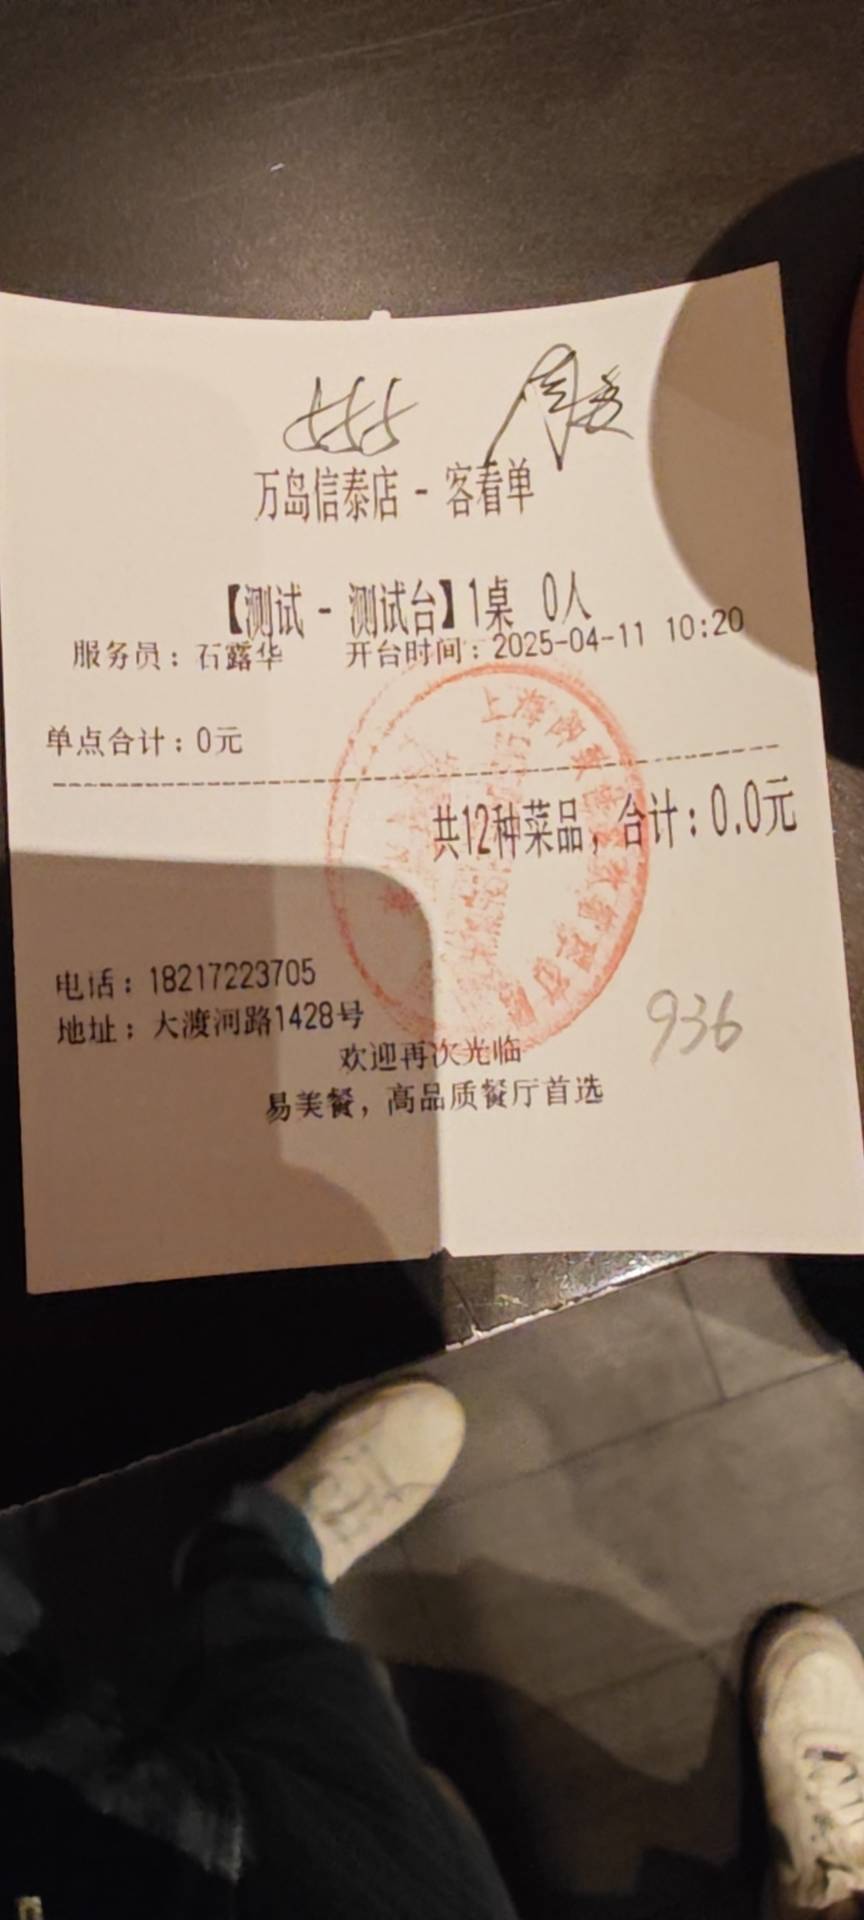 万岛信泰店 - 客看单
【测试 - 测试台】1桌 0人
服务员：石露华 开台时间：2025-04-11 10:20
单点合计：0元
共12种菜品，合计：0.0元
电话：18217223705
地址：大渡河路1428号
936
欢迎再次光临
易美餐，高品质餐厅首选
上海